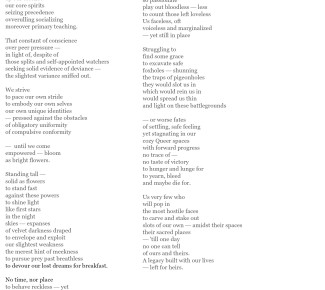 our core spirits
seizing precedence
overrulling socializing
moreover primary teaching.
That constant of conscience
over peer pressure —
in light of, despite of
those splits and self-appointed watchers
seeking solid evidence of deviance —
the slightest variance sniffed out.
We strive
to pace our own stride
to embody our own selves
our own unique identities
— pressed against the obstacles
of obligatory uniformity
of compulsive conformity
— until we come
empowered — bloom
as bright flowers.
Standing tall —
solid as flowers
to stand fast
against these powers
to shine light
like first stars
in the night
skies — expanses
of velvet darkness draped
to envelope and exploit
our slightest weakness
the merest hint of meekness
to pursue prey past breathless
to devour our lost dreams for breakfast.
No time, nor place
to behave reckless — yet
play out bloodless — loss
to count those left loveless
Us faceless, oft
voiceless and marginalized
— yet still in place
Struggling to
find some grace
to excavate safe
foxholes — shunning
the traps of pigeonholes
they would slot us in
which would rein us in
would spread us thin
and light on these battlegrounds
— or worse fates
of settling, safe feeling
yet stagnating in our
cozy Queer spaces
with forward progress
no trace of —
no taste of victory
to hunger and lunge for
to yearn, bleed
and maybe die for.
Us very few who
will pop in
the most hostile faces
to carve and stake out
slots of our own — amidst their spaces
their sacred places
— 'till one day
no one can tell
of ours and theirs.
A legacy built with our lives
— left for heirs.